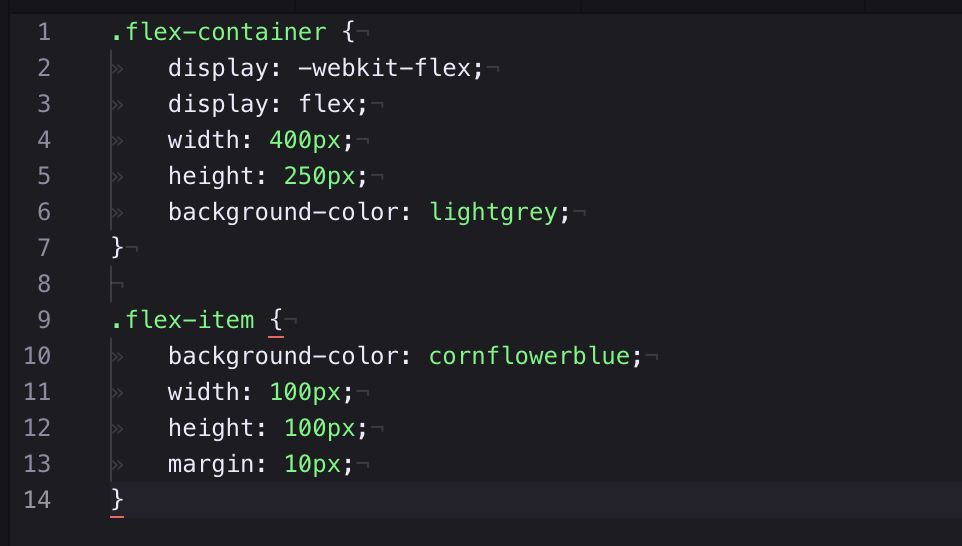 1 .flex-container {¬
2 » display: -webkit-flex;¬
3 » display: flex;¬
4 » width: 400px;¬
5 » height: 250px;¬
6 » background-color: lightgrey;¬
7 }¬
8 ¬
9 .flex-item {¬
10 » background-color: cornflowerblue;¬
11 » width: 100px;¬
12 » height: 100px;¬
13 » margin: 10px;¬
14 }